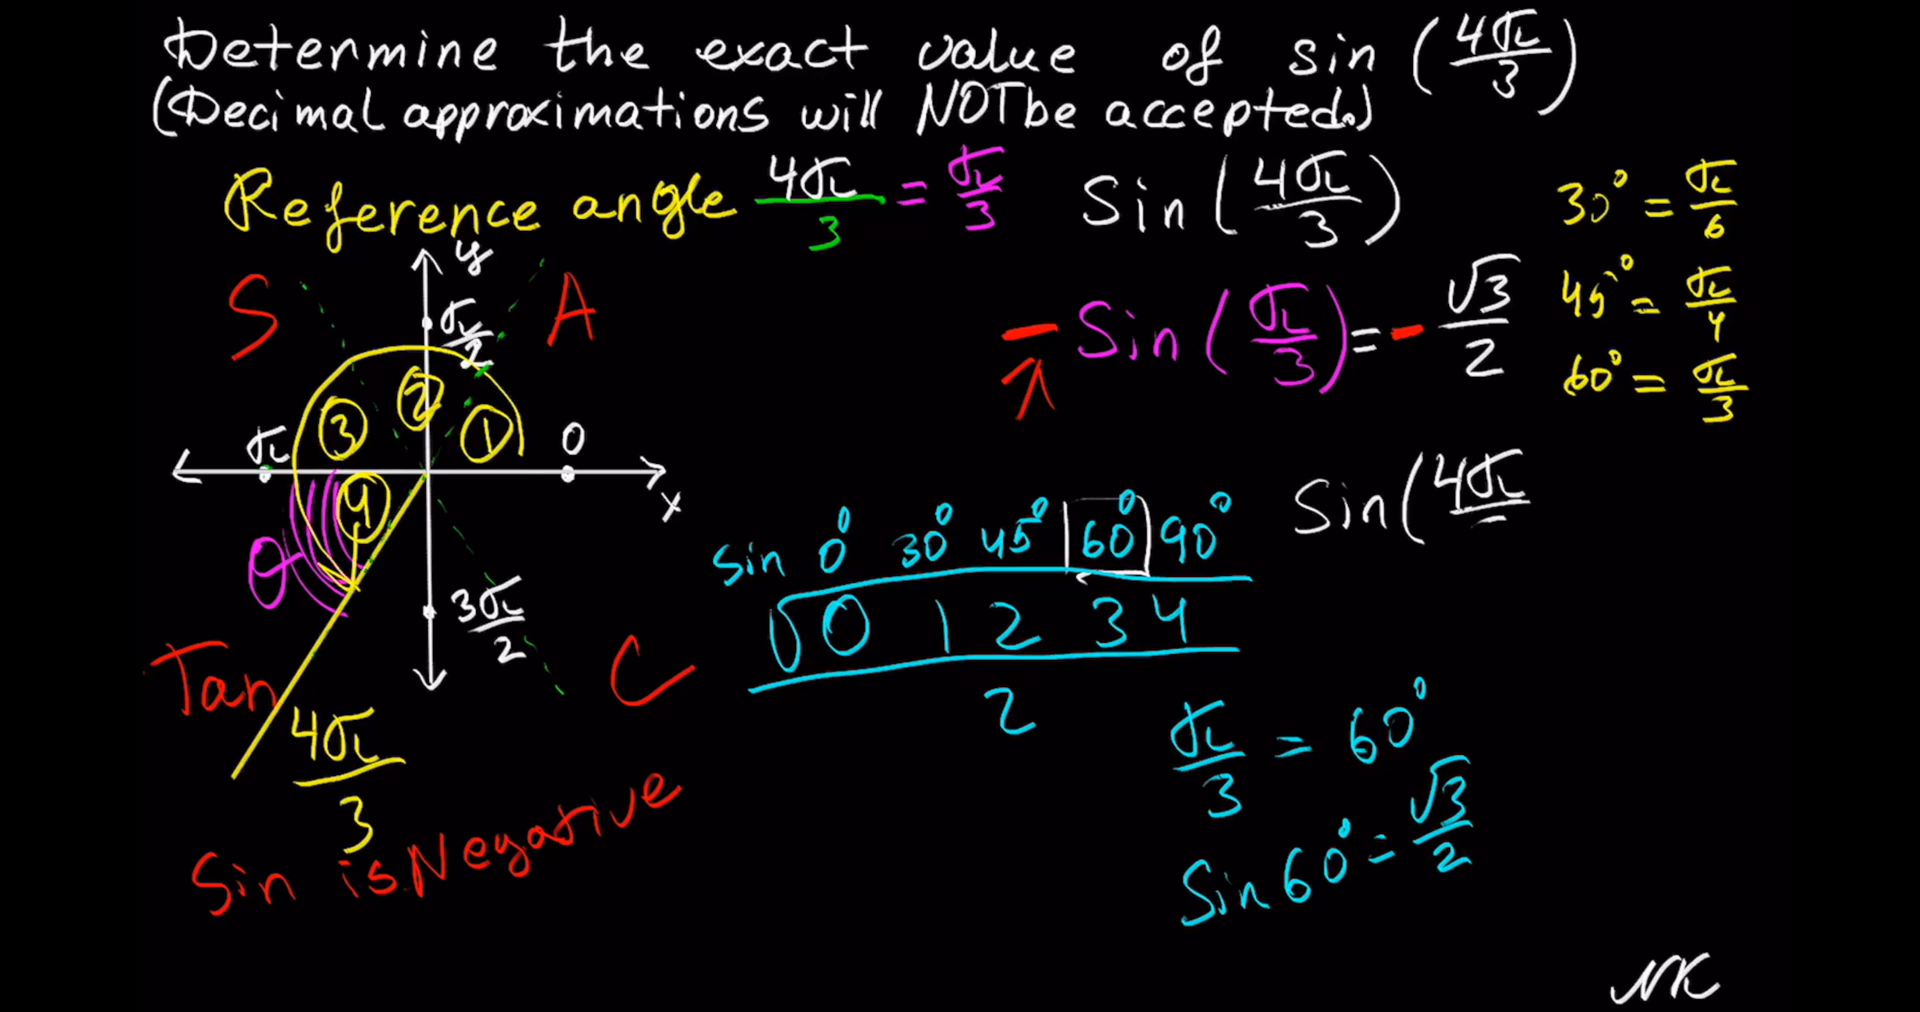 Determine the exact value of sin (4π/3)
(Decimal approximations will NOT be accepted.)
Reference angle 4π/3 = π/3
Sin (4π/3)
30° = π/6
- Sin (π/3) = - √3/2
45° = π/4
60° = π/3
y
S
A
π/2
3
2
1
π
0
x
4
θ
3π/2
Tan
C
4π/3
Sin is Negative
Sin(4π
sin 0° 30° 45° 60° 90°
√0 1 2 3 4
2
π/3 = 60°
Sin 60° = √3/2
NK